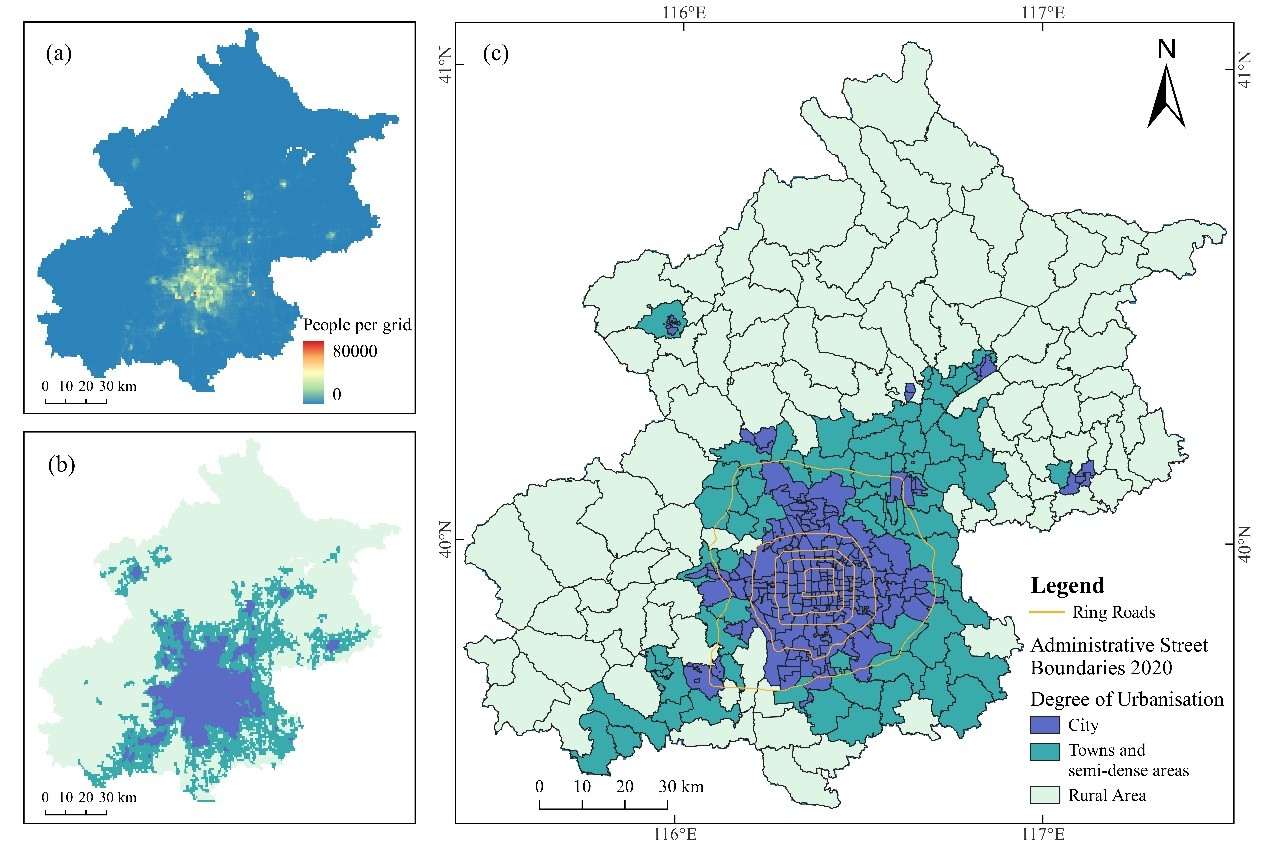 (a)
People per grid
80000
0
0 10 20 30 km
(b)
0 10 20 30 km
116°E
117°E
(c)
N
41°N
41°N
40°N
40°N
Legend
Ring Roads
Administrative Street
Boundaries 2020
Degree of Urbanisation
City
Towns and
semi-dense areas
Rural Area
0 10 20 30 km
116°E
117°E